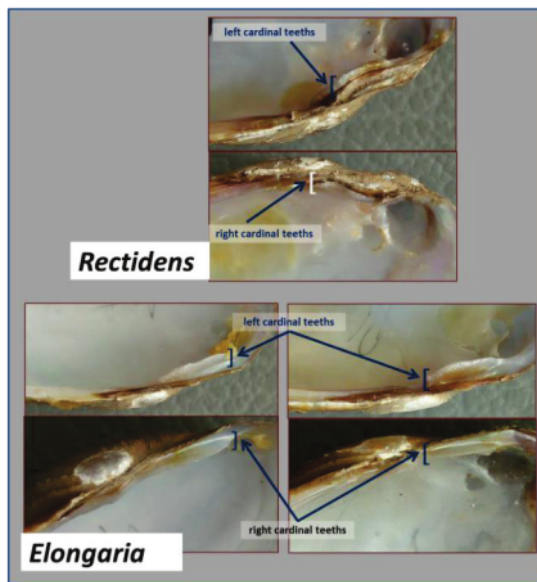 left cardinal teeths
right cardinal teeths
Rectidens
left cardinal teeths
right cardinal teeths
Elongaria